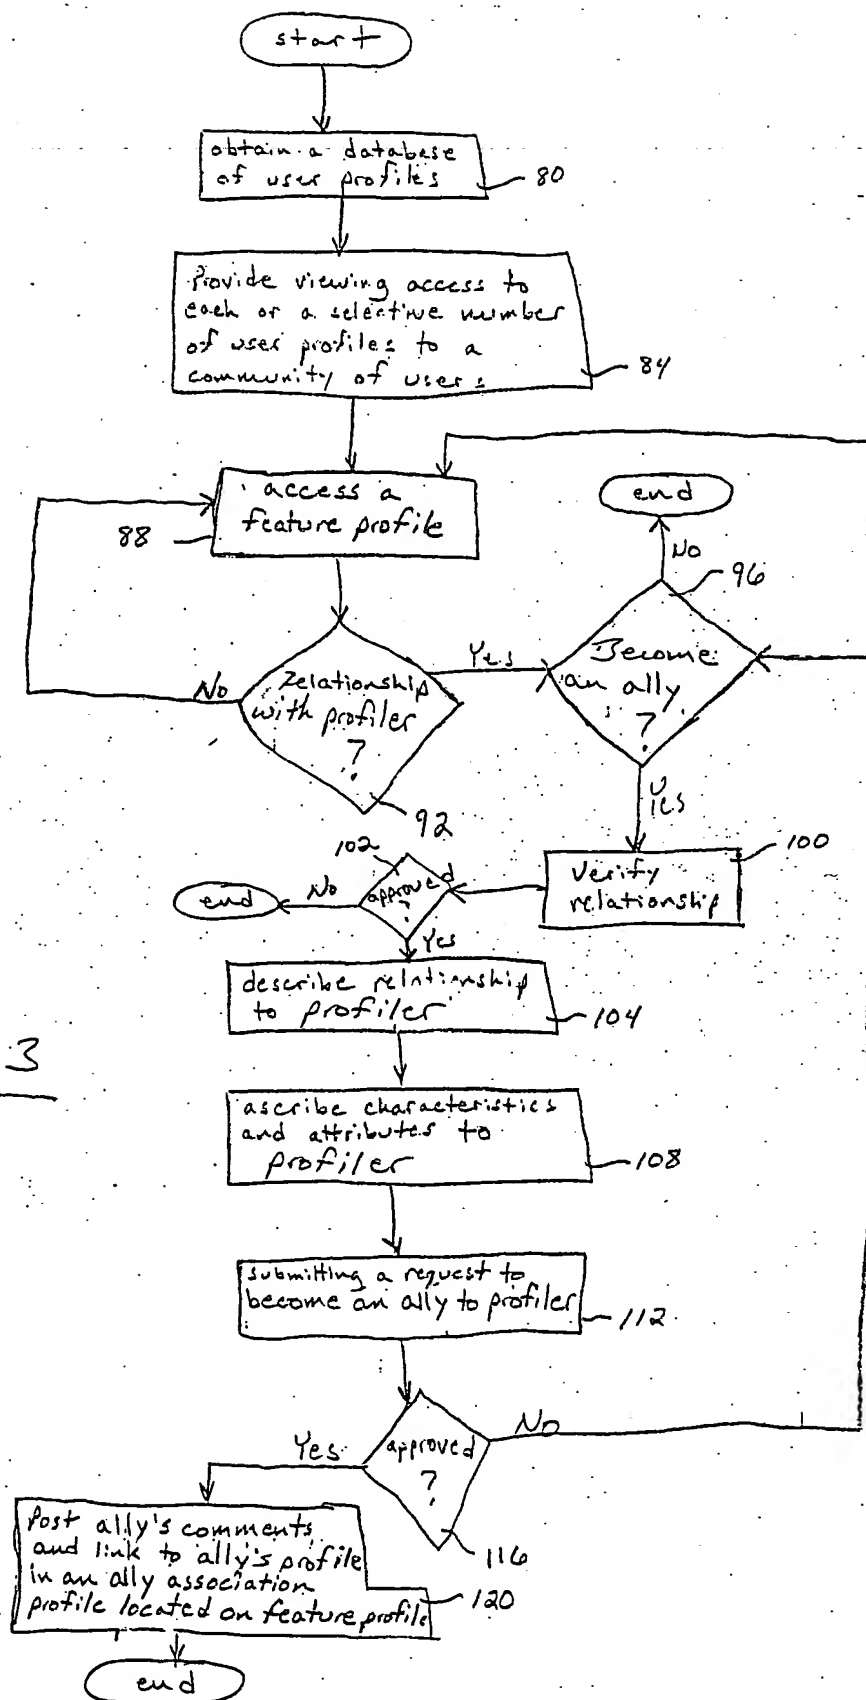 start
obtain a database
of user profiles
80
Provide viewing access to
each or a selective number
of user profiles to a
community of users
84
access a
feature profile
88
end
No
96
Become
an ally
?
Yes
Relationship
with profiler
?
No
92
Yes
100
Verify
relationship
102
approved
?
No
end
Yes
describe relationship
to profiler
104
3
ascribe characteristics
and attributes to
profiler
108
submitting a request to
become an ally to profiler
112
approved
?
Yes
No
116
Post ally's comments
and link to ally's profile
in an ally association
profile located on feature profile
120
end